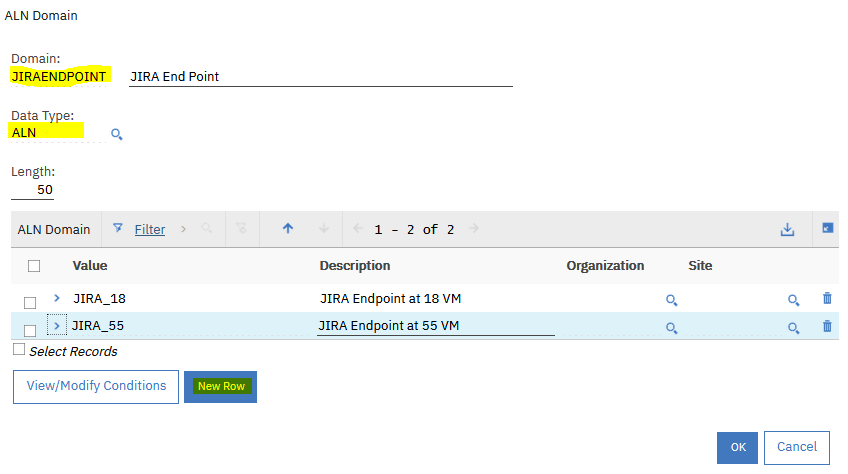 ALN Domain
Domain:
JIRAENDPOINT JIRA End Point
Data Type:
ALN
Length:
50
ALN Domain Filter 1 - 2 of 2
Value Description Organization Site
JIRA_18 JIRA Endpoint at 18 VM
JIRA_55 JIRA Endpoint at 55 VM
Select Records
View/Modify Conditions New Row
OK Cancel